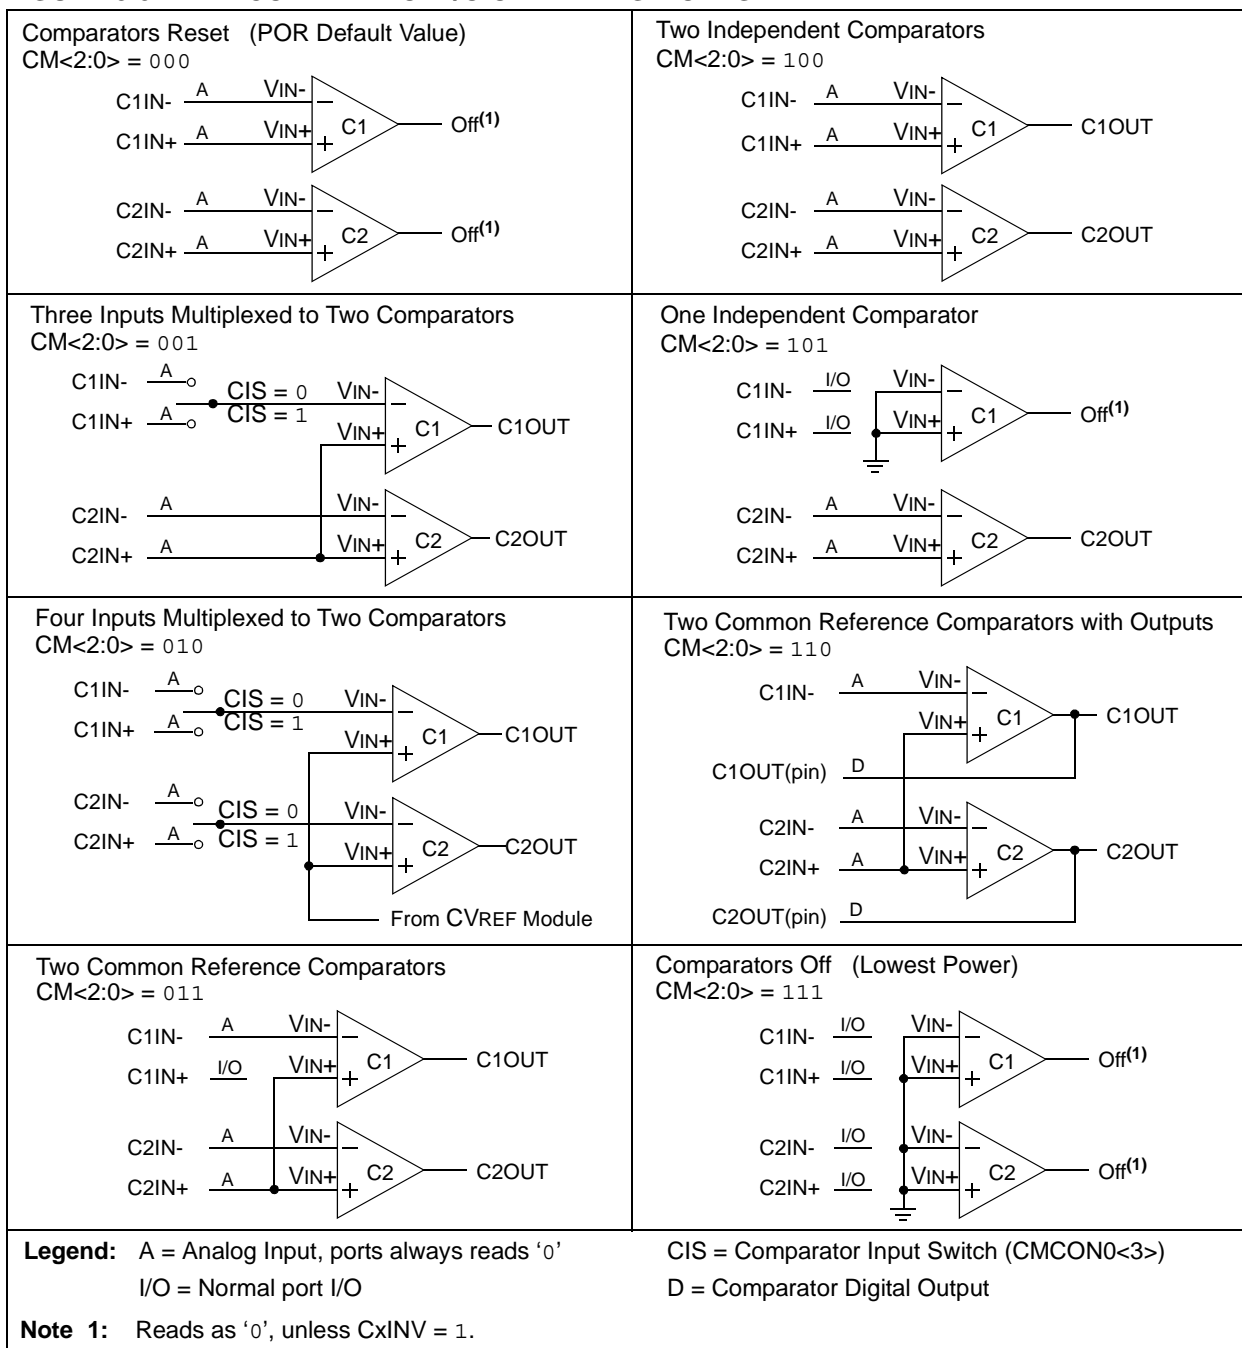 Comparators Reset (POR Default Value)
CM<2:0> = 000
C1IN- A VIN-
C1IN+ A VIN+ C1 Off(1)
C2IN- A VIN-
C2IN+ A VIN+ C2 Off(1)
Two Independent Comparators
CM<2:0> = 100
C1IN- A VIN-
C1IN+ A VIN+ C1 C1OUT
C2IN- A VIN-
C2IN+ A VIN+ C2 C2OUT
Three Inputs Multiplexed to Two Comparators
CM<2:0> = 001
C1IN- A CIS = 0 VIN-
C1IN+ A CIS = 1 VIN+ C1 C1OUT
C2IN- A VIN-
C2IN+ A VIN+ C2 C2OUT
One Independent Comparator
CM<2:0> = 101
C1IN- I/O VIN-
C1IN+ I/O VIN+ C1 Off(1)
C2IN- A VIN-
C2IN+ A VIN+ C2 C2OUT
Four Inputs Multiplexed to Two Comparators
CM<2:0> = 010
C1IN- A CIS = 0 VIN-
C1IN+ A CIS = 1 VIN+ C1 C1OUT
C2IN- A CIS = 0 VIN-
C2IN+ A CIS = 1 VIN+ C2 C2OUT
From CVREF Module
Two Common Reference Comparators with Outputs
CM<2:0> = 110
C1IN- A VIN-
VIN+ C1 C1OUT
C1OUT(pin) D
C2IN- A VIN-
C2IN+ A VIN+ C2 C2OUT
C2OUT(pin) D
Two Common Reference Comparators
CM<2:0> = 011
C1IN- A VIN-
C1IN+ I/O VIN+ C1 C1OUT
C2IN- A VIN-
C2IN+ A VIN+ C2 C2OUT
Comparators Off (Lowest Power)
CM<2:0> = 111
C1IN- I/O VIN-
C1IN+ I/O VIN+ C1 Off(1)
C2IN- I/O VIN-
C2IN+ I/O VIN+ C2 Off(1)
Legend: A = Analog Input, ports always reads ‘0’ CIS = Comparator Input Switch (CMCON0<3>)
I/O = Normal port I/O D = Comparator Digital Output
Note 1: Reads as ‘0’, unless CxINV = 1.